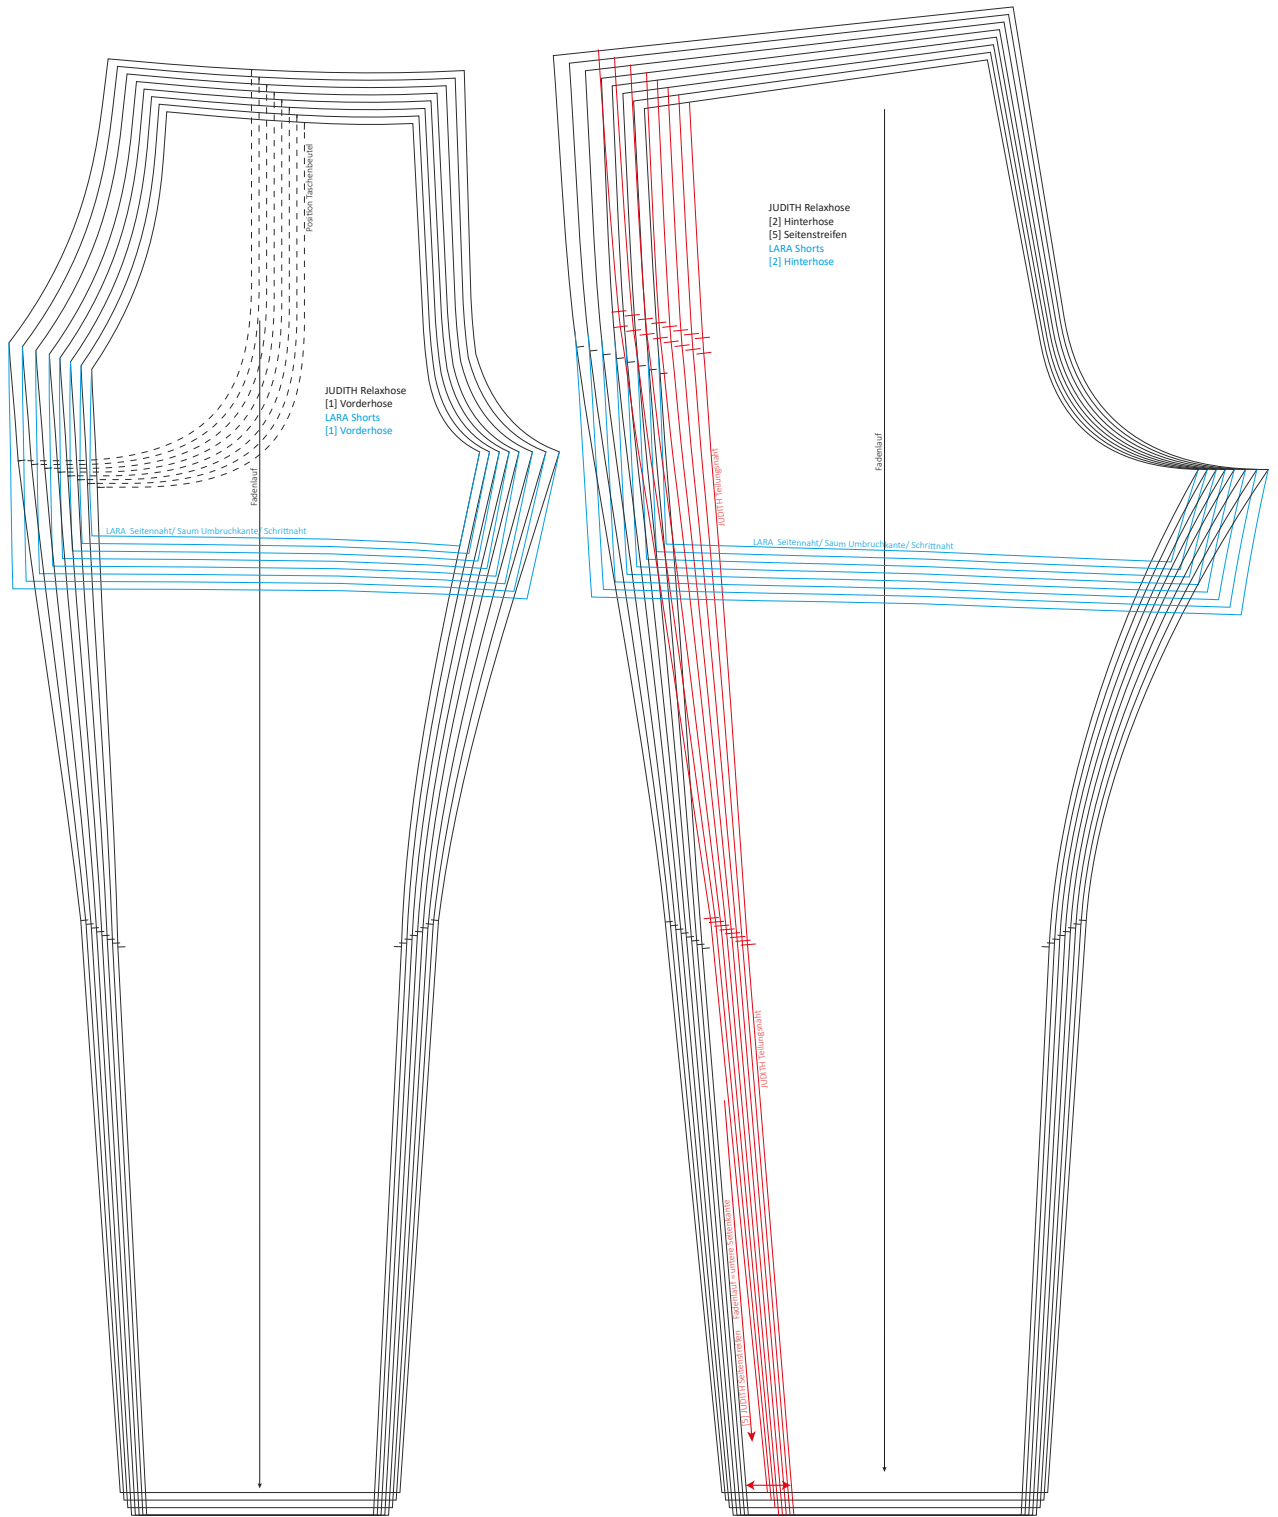 Position Taschenbeutel
JUDITH Relaxhose
[1] Vorderhose
LARA Shorts
[1] Vorderhose
Fadenlauf
LARA Seitennaht/ Saum Umbruchkante/ Schrittnaht
JUDITH Relaxhose
[2] Hinterhose
[5] Seitenstreifen
LARA Shorts
[2] Hinterhose
Fadenlauf
JUDITH Teilungsnaht
LARA Seitennaht/ Saum Umbruchkante/ Schrittnaht
JUDITH Teilungsnaht
[5] JUDITH Seitenstreifen Fadenlauf = untere Seitenkante